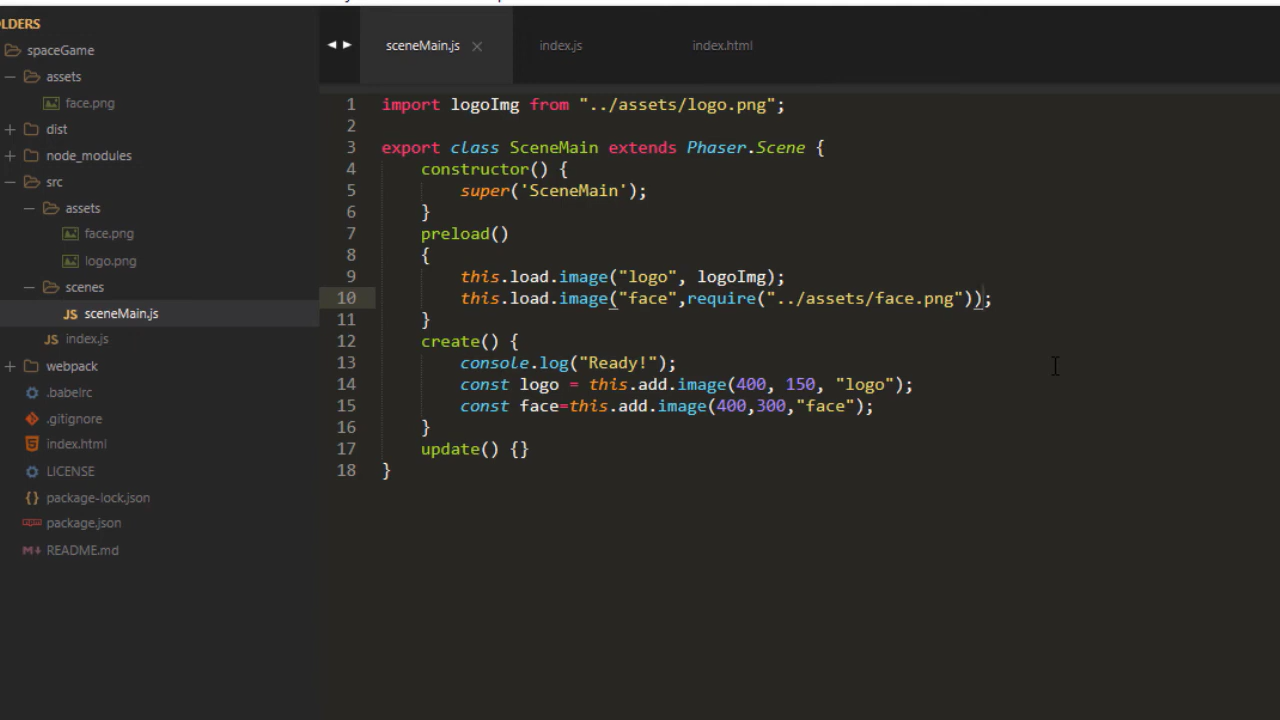 OLDERS
spaceGame
assets
face.png
dist
node_modules
src
assets
face.png
logo.png
scenes
JS sceneMain.js
JS index.js
webpack
.babelrc
.gitignore
index.html
LICENSE
package-lock.json
package.json
README.md
sceneMain.js index.js index.html
1 import logoImg from "../assets/logo.png";
2
3 export class SceneMain extends Phaser.Scene {
4 constructor() {
5 super('SceneMain');
6 }
7 preload()
8 {
9 this.load.image("logo", logoImg);
10 this.load.image("face",require("../assets/face.png"));
11 }
12 create() {
13 console.log("Ready!");
14 const logo = this.add.image(400, 150, "logo");
15 const face=this.add.image(400,300,"face");
16 }
17 update() {}
18 }